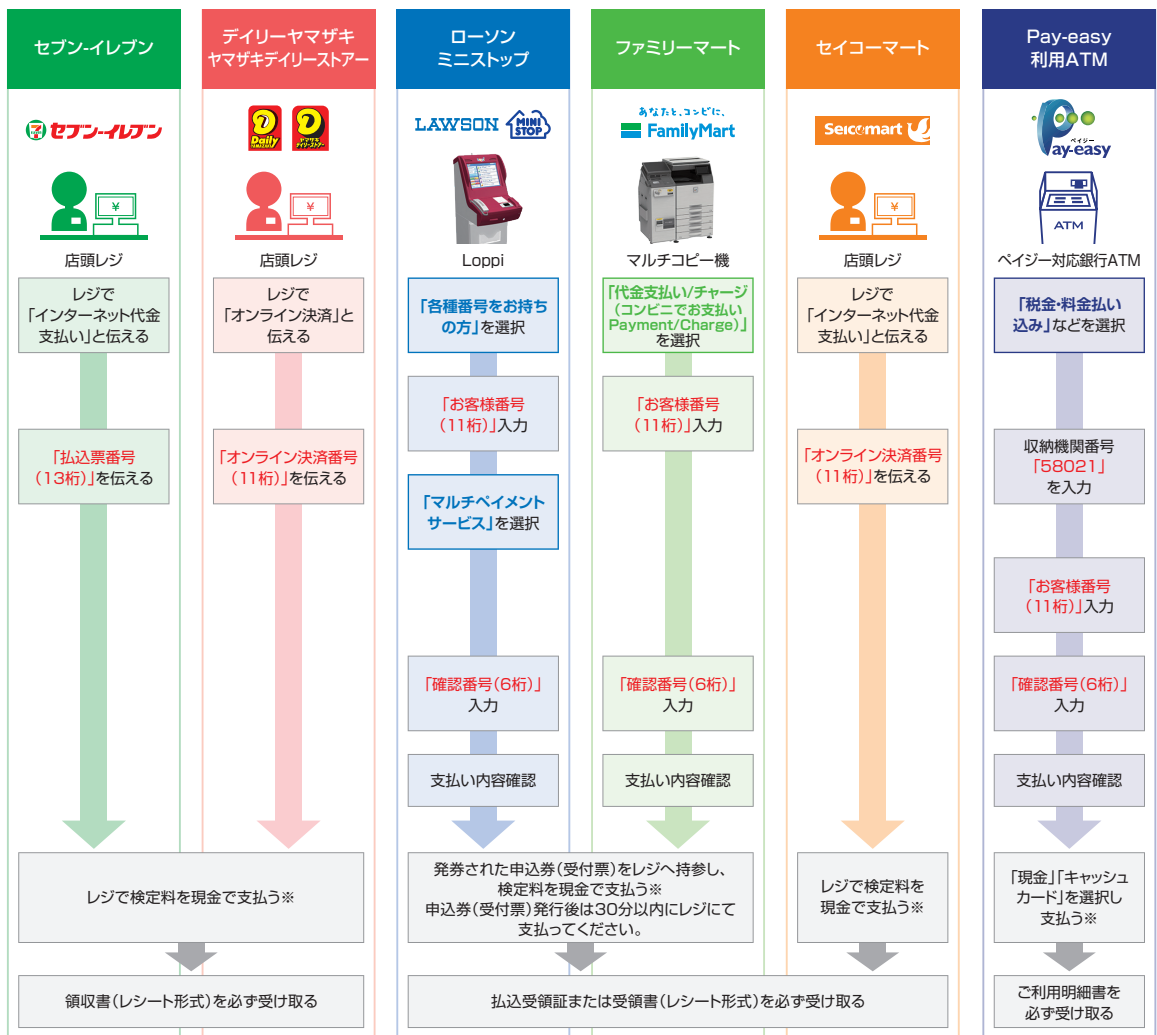 セブン-イレブン
セブン-イレブン
店頭レジ
レジで
「インターネット代金
支払い」と伝える
「払込票番号
(13桁)」を伝える
デイリーヤマザキ
ヤマザキデイリーストアー
Daily
YAMAZAKI
ヤマザキ
デイリーストアー
店頭レジ
レジで
「オンライン決済」と
伝える
「オンライン決済番号
(11桁)」を伝える
レジで検定料を現金で支払う※
領収書(レシート形式)を必ず受け取る
ローソン
ミニストップ
LAWSON
MINI
STOP
Loppi
「各種番号をお持ち
の方」を選択
「お客様番号
(11桁)」入力
「マルチペイメント
サービス」を選択
「確認番号(6桁)」
入力
支払い内容確認
ファミリーマート
あなたと、コンビに、
FamilyMart
マルチコピー機
「代金支払い/チャージ
(コンビニでお支払い
Payment/Charge)」
を選択
「お客様番号
(11桁)」入力
「確認番号(6桁)」
入力
支払い内容確認
発券された申込券(受付票)をレジへ持参し、
検定料を現金で支払う※
申込券(受付票)発行後は30分以内にレジにて
支払ってください。
セイコーマート
Seicomart
¥
店頭レジ
レジで
「インターネット代金
支払い」と伝える
「オンライン決済番号
(11桁)」を伝える
レジで検定料を
現金で支払う※
払込受領証または受領書(レシート形式)を必ず受け取る
Pay-easy
利用ATM
ペイジー
Pay-easy
ATM
ペイジー対応銀行ATM
「税金・料金払い
込み」などを選択
収納機関番号
「58021」
を入力
「お客様番号
(11桁)」入力
「確認番号(6桁)」
入力
支払い内容確認
「現金」「キャッシュ
カード」を選択し
支払う※
ご利用明細書を
必ず受け取る